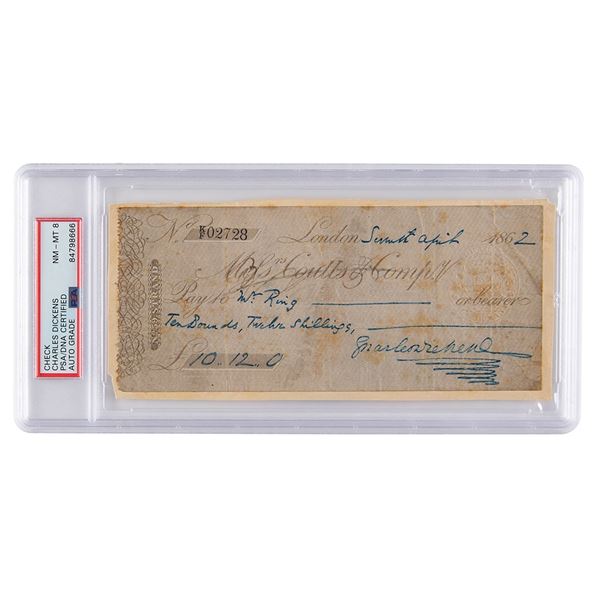 CHECK
CHARLES DICKENS
PSA/DNA CERTIFIED
AUTO GRADE
NM - MT 8
84798666
No. 02728 London April 1862
Messrs Coutts & Compy
Pay to Mr. Ring or bearer
Ten Pounds, Twelve Shillings,
£ 10..12..0
Charles Dickens